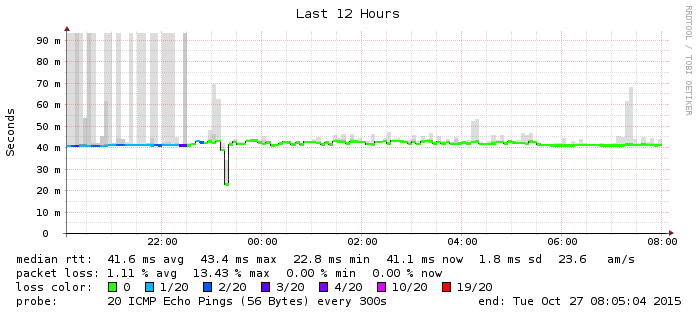 Last 12 Hours
RRDTOOL / TOBI OETIKER
Seconds
90 m
80 m
70 m
60 m
50 m
40 m
30 m
20 m
10 m
0
22:00 00:00 02:00 04:00 06:00 08:00
median rtt: 41.6 ms avg 43.4 ms max 22.8 ms min 41.1 ms now 1.8 ms sd 23.6 am/s
packet loss: 1.11 % avg 13.43 % max 0.00 % min 0.00 % now
loss color: 0 1/20 2/20 3/20 4/20 10/20 19/20
probe: 20 ICMP Echo Pings (56 Bytes) every 300s end: Tue Oct 27 08:05:04 2015